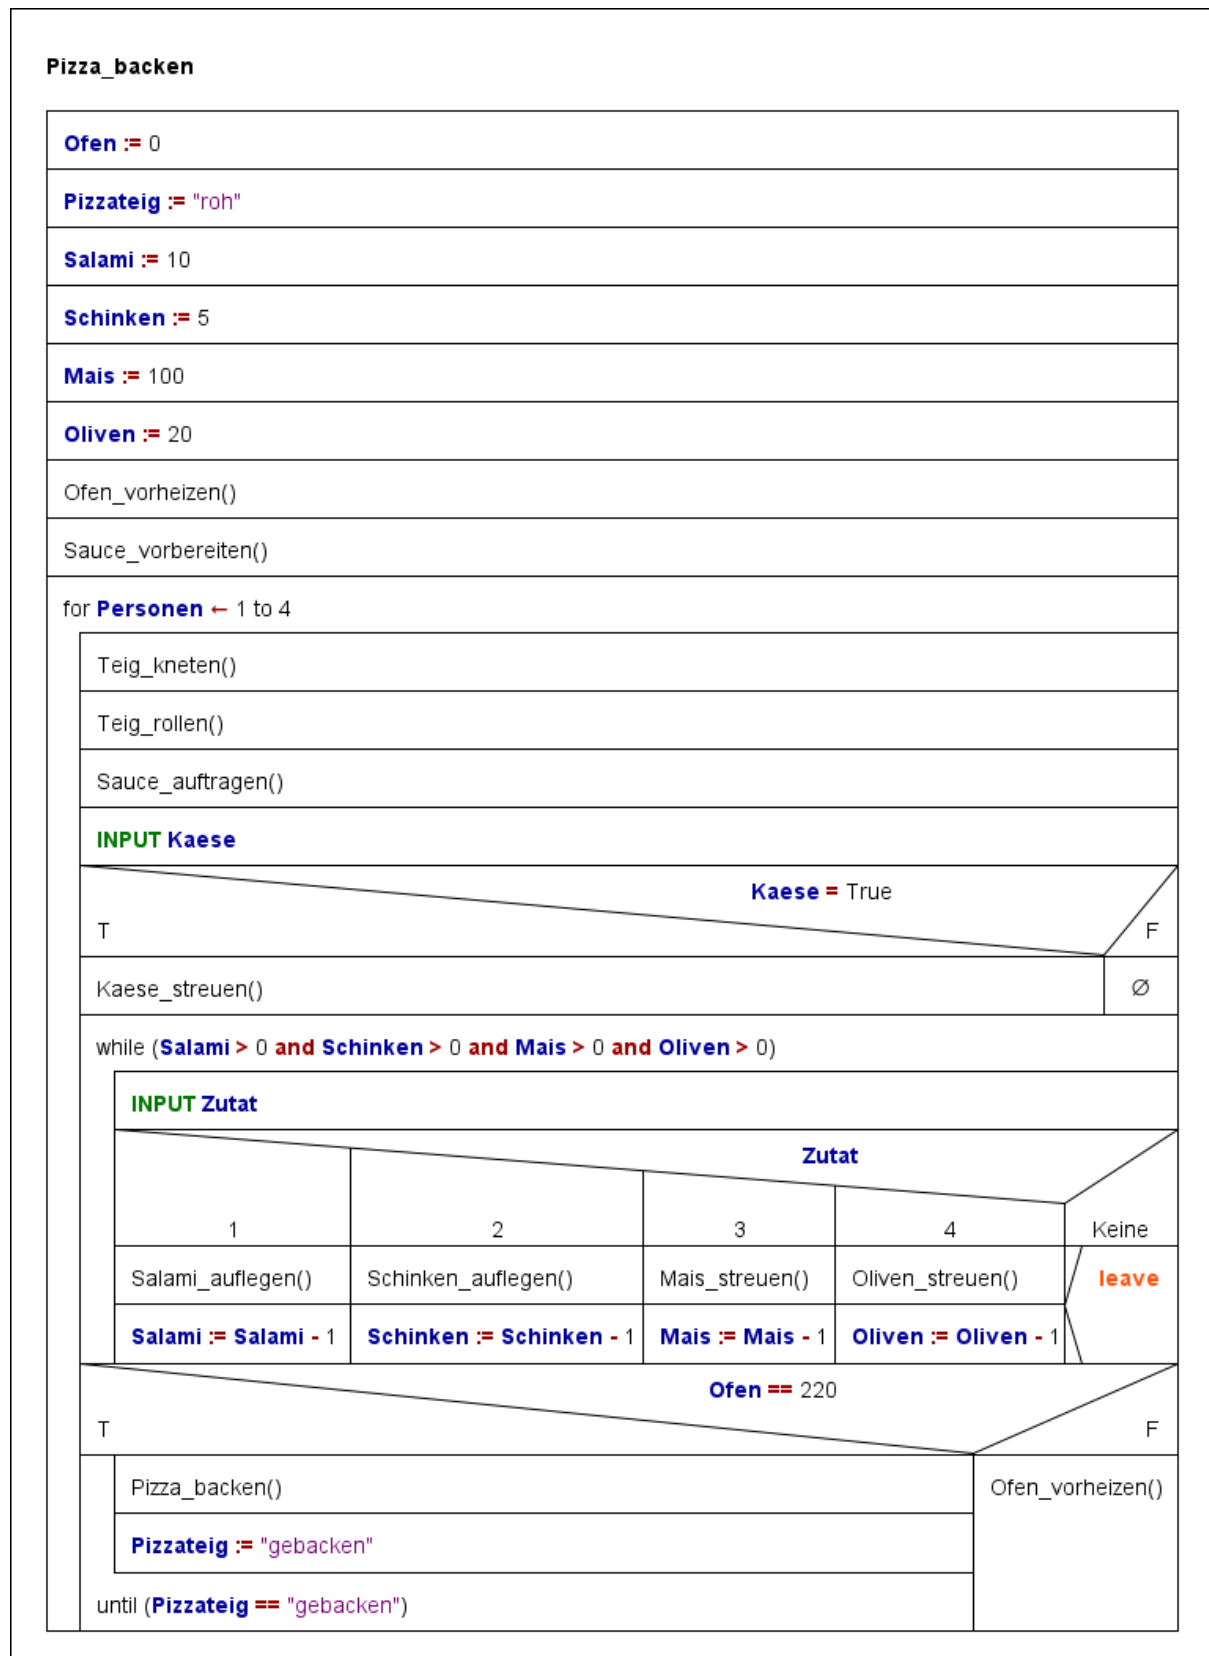 Pizza_backen
Ofen := 0
Pizzateig := "roh"
Salami := 10
Schinken := 5
Mais := 100
Oliven := 20
Ofen_vorheizen()
Sauce_vorbereiten()
for Personen ← 1 to 4
Teig_kneten()
Teig_rollen()
Sauce_auftragen()
INPUT Kaese
Kaese = True
T F
Kaese_streuen() ∅
while (Salami > 0 and Schinken > 0 and Mais > 0 and Oliven > 0)
INPUT Zutat
Zutat
1 2 3 4 Keine
Salami_auflegen() Schinken_auflegen() Mais_streuen() Oliven_streuen() leave
Salami := Salami - 1 Schinken := Schinken - 1 Mais := Mais - 1 Oliven := Oliven - 1
Ofen == 220
T F
Pizza_backen() Ofen_vorheizen()
Pizzateig := "gebacken"
until (Pizzateig == "gebacken")